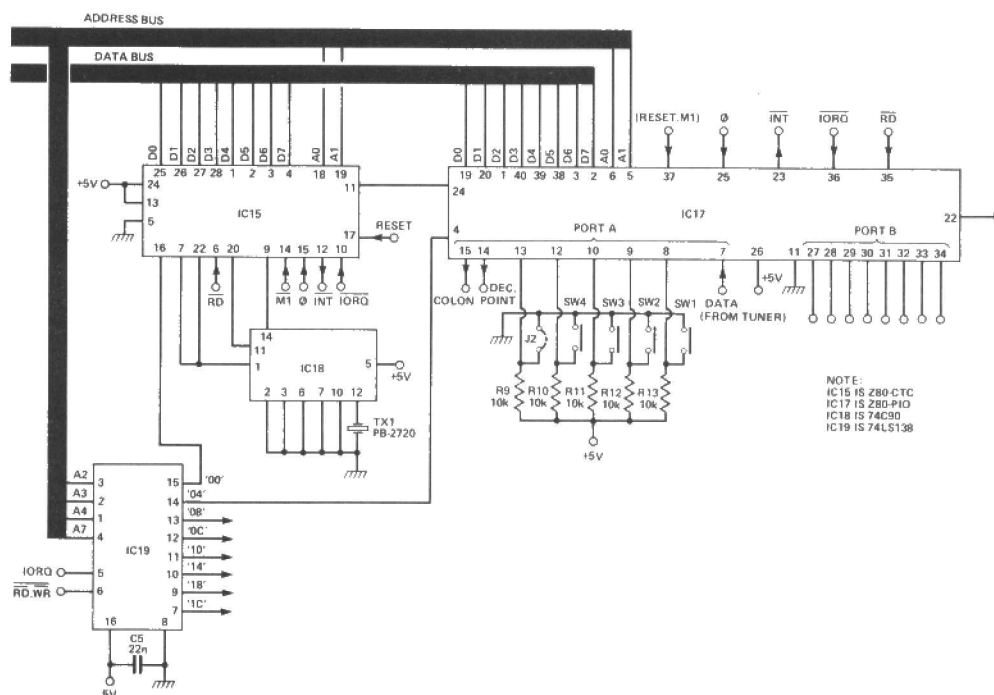 ADDRESS BUS
DATA BUS
D0 D1 D2 D3 D4 D5 D6 D7 A0 A1
D0 D1 D2 D3 D4 D5 D6 D7 A0 A1
(RESET.M1) Ø INT IORQ RD
25 26 27 28 1 2 3 4 18 19
19 20 1 40 39 38 3 2 6 5 37 25 23 36 35
+5V
24
13
5
IC15
11
17
RESET
16 7 22 20 6 9 14 15 12 10
RD
M1 Ø INT IORQ
24
4
IC17
22
PORT A
PORT B
15 14 13 12 10 9 8 7 26 11 27 28 29 30 31 32 33 34
COLON
DEC.
POINT
+5V
DATA
(FROM TUNER)
J2
SW4
SW3
SW2
SW1
R9
10k
R10
10k
R11
10k
R12
10k
R13
10k
+5V
14
11
1
IC18
5
+5V
2 3 6 7 10 12
TX1
PB-2720
NOTE:
IC15 IS Z80-CTC
IC17 IS Z80-PIO
IC18 IS 74C90
IC19 IS 74LS138
A2 3
A3 2
A4 1
A7 4
IORQ 5
RD.WR 6
IC19
15 '00'
14 '04'
13 '08'
12 '0C'
11 '10'
10 '14'
9 '18'
7 '1C'
16 8
C5
22n
5V